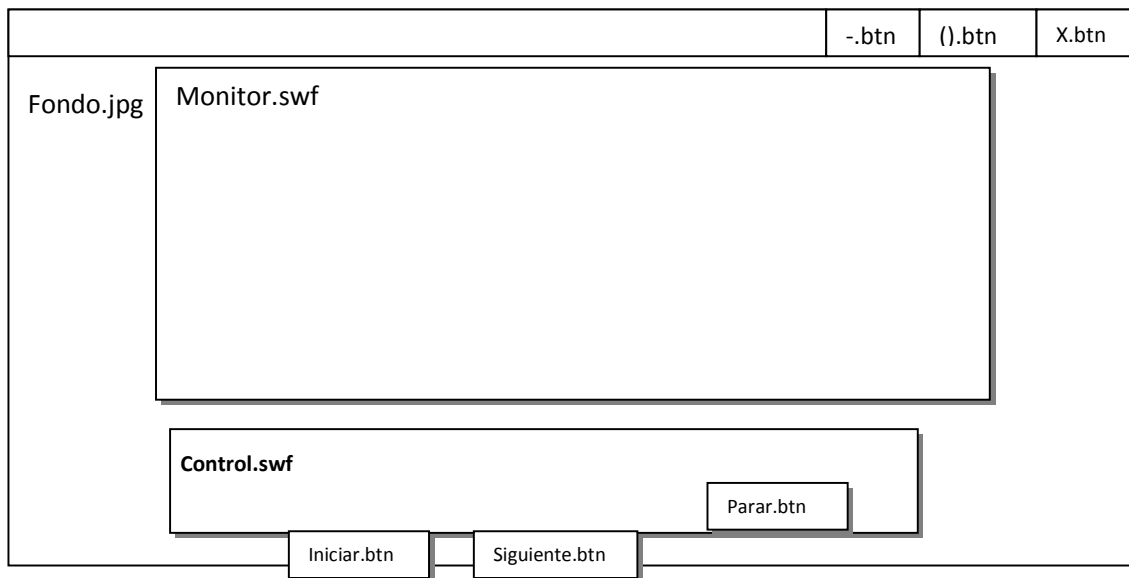 -.btn
().btn
X.btn
Fondo.jpg
Monitor.swf
Control.swf
Parar.btn
Iniciar.btn
Siguiente.btn